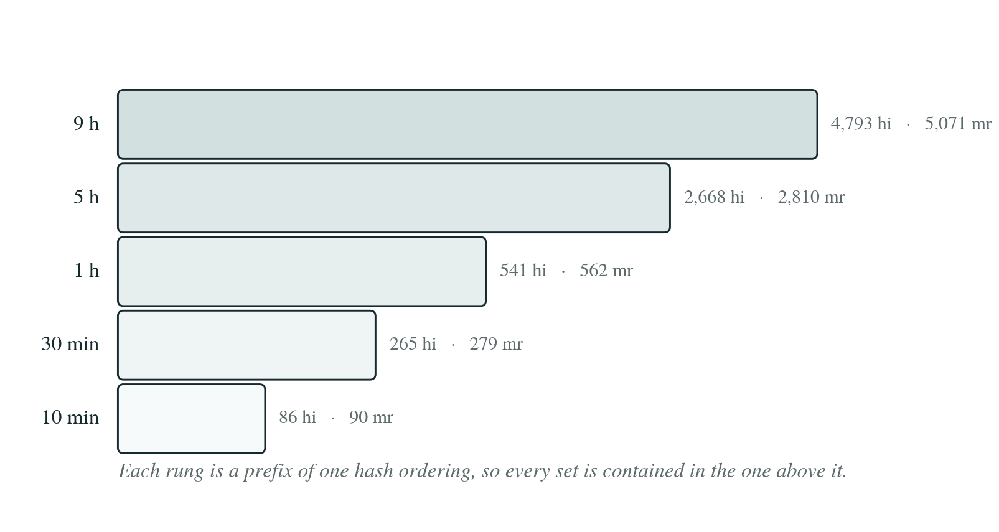 9 h 4,793 hi · 5,071 mr
5 h 2,668 hi · 2,810 mr
1 h 541 hi · 562 mr
30 min 265 hi · 279 mr
10 min 86 hi · 90 mr
Each rung is a prefix of one hash ordering, so every set is contained in the one above it.